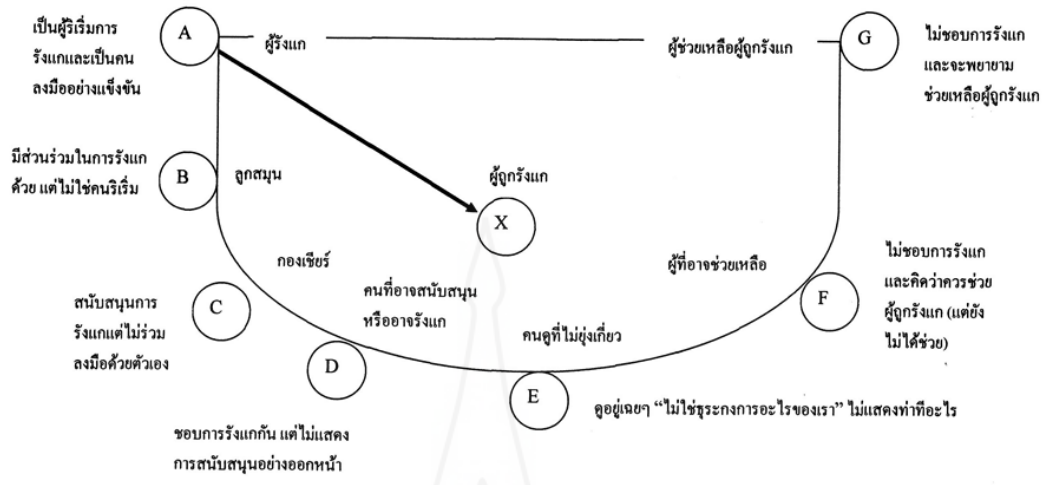 เป็นผู้ริเริ่มการ
รังแกและเป็นคน
ลงมืออย่างแข็งขัน
A
ผู้รังแก
ผู้ช่วยเหลือผู้ถูกรังแก
G
ไม่ชอบการรังแก
และจะพยายาม
ช่วยเหลือผู้ถูกรังแก
มีส่วนร่วมในการรังแก
ด้วย แต่ไม่ใช่คนริเริ่ม
B
ลูกสมุน
ผู้ถูกรังแก
X
กองเชียร์
สนับสนุนการ
รังแกแต่ไม่ร่วม
ลงมือด้วยตัวเอง
C
คนที่อาจสนับสนุน
หรืออาจรังแก
D
ชอบการรังแกกัน แต่ไม่แสดง
การสนับสนุนอย่างออกหน้า
คนดูที่ไม่ยุ่งเกี่ยว
E
ดูอยู่เฉยๆ “ไม่ใช่ธุระกงการอะไรของเรา” ไม่แสดงท่าทีอะไร
ผู้ที่อาจช่วยเหลือ
F
ไม่ชอบการรังแก
และคิดว่าควรช่วย
ผู้ถูกรังแก (แต่ยัง
ไม่ได้ช่วย)